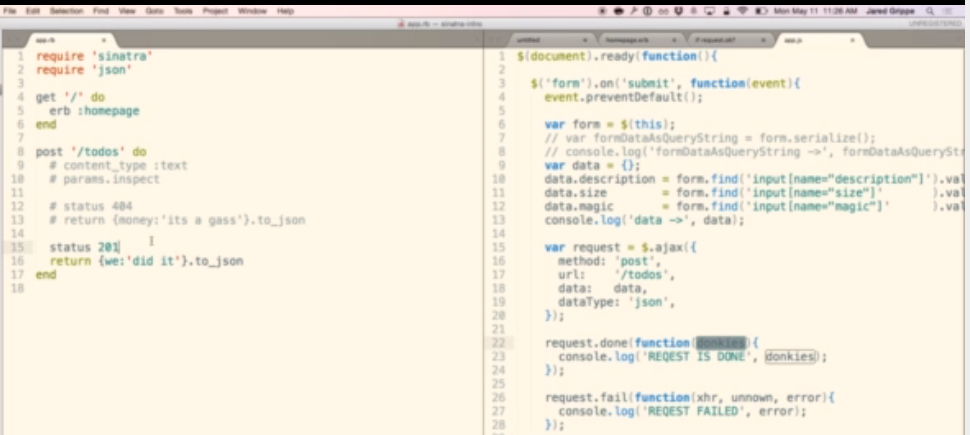 File Edit Selection Find View Goto Tools Project Window Help
Mon May 11 11:26 AM Jared Grippe
app.rb — sinatra-intro
UNREGISTERED
app.rb
untitled homepage.erb if request.xhr? app.js
1 require 'sinatra'
2 require 'json'
3
4 get '/' do
5 erb :homepage
6 end
7
8 post '/todos' do
9 # content_type :text
10 # params.inspect
11
12 # status 404
13 # return {money:'its a gass'}.to_json
14
15 status 201
16 return {we:'did it'}.to_json
17 end
18
1 $(document).ready(function(){
2
3 $('form').on('submit', function(event){
4 event.preventDefault();
5
6 var form = $(this);
7 // var formDataAsQueryString = form.serialize();
8 // console.log('formDataAsQueryString ->', formDataAsQueryStr
9 var data = {};
10 data.description = form.find('input[name="description"]').val
11 data.size = form.find('input[name="size"]' ).val
12 data.magic = form.find('input[name="magic"]' ).val
13 console.log('data ->', data);
14
15 var request = $.ajax({
16 method: 'post',
17 url: '/todos',
18 data: data,
19 dataType: 'json',
20 });
21
22 request.done(function(donkies){
23 console.log('REQEST IS DONE', donkies);
24 });
25
26 request.fail(function(xhr, unnown, error){
27 console.log('REQEST FAILED', error);
28 });